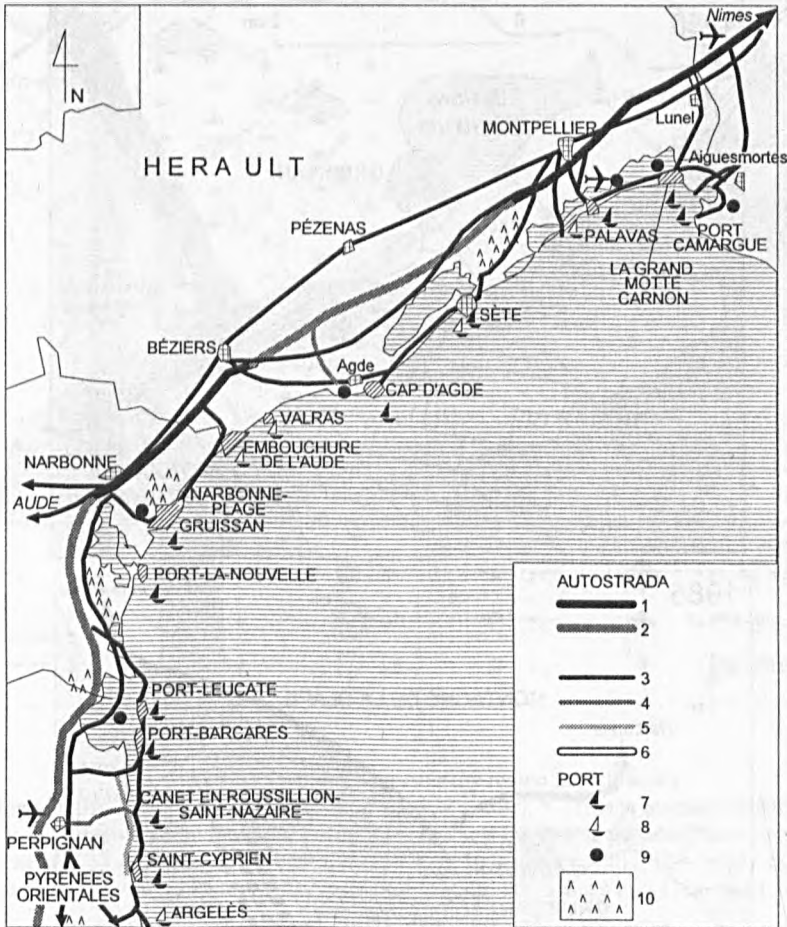 Nimes
N
Lunel
MONTPELLIER
HERAULT
Aiguesmortes
PÉZENAS
PALAVAS
PORT
CAMARGUE
LA GRAND
MOTTE
CARNON
SÈTE
BÉZIERS
Agde
CAP D'AGDE
VALRAS
EMBOUCHURE
DE L'AUDE
NARBONNE
AUDE
NARBONNE-
PLAGE
GRUISSAN
PORT-LA-NOUVELLE
PORT-LEUCATE
PORT-BARCARES
CANET EN ROUSSILLION-
SAINT-NAZAIRE
PERPIGNAN
SAINT-CYPRIEN
PYRENEES
ORIENTALES
ARGELÈS
AUTOSTRADA
1
2
3
4
5
6
PORT
7
8
9
10